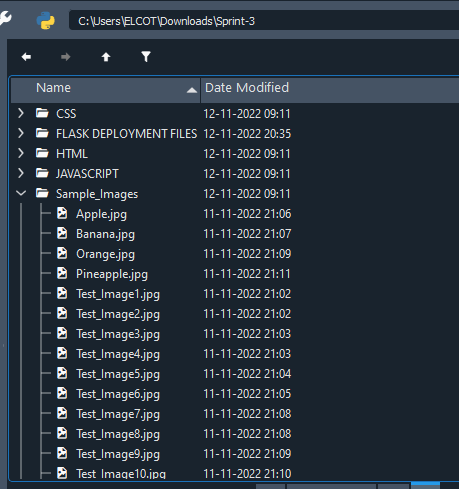 C:\Users\ELCOT\Downloads\Sprint-3
Name Date Modified
CSS 12-11-2022 09:11
FLASK DEPLOYMENT FILES 12-11-2022 20:35
HTML 12-11-2022 09:11
JAVASCRIPT 12-11-2022 09:11
Sample_Images 12-11-2022 09:11
Apple.jpg 11-11-2022 21:06
Banana.jpg 11-11-2022 21:07
Orange.jpg 11-11-2022 21:09
Pineapple.jpg 11-11-2022 21:11
Test_Image1.jpg 11-11-2022 21:02
Test_Image2.jpg 11-11-2022 21:02
Test_Image3.jpg 11-11-2022 21:03
Test_Image4.jpg 11-11-2022 21:03
Test_Image5.jpg 11-11-2022 21:04
Test_Image6.jpg 11-11-2022 21:05
Test_Image7.jpg 11-11-2022 21:08
Test_Image8.jpg 11-11-2022 21:08
Test_Image9.jpg 11-11-2022 21:09
Test_Image10.jpg 11-11-2022 21:10